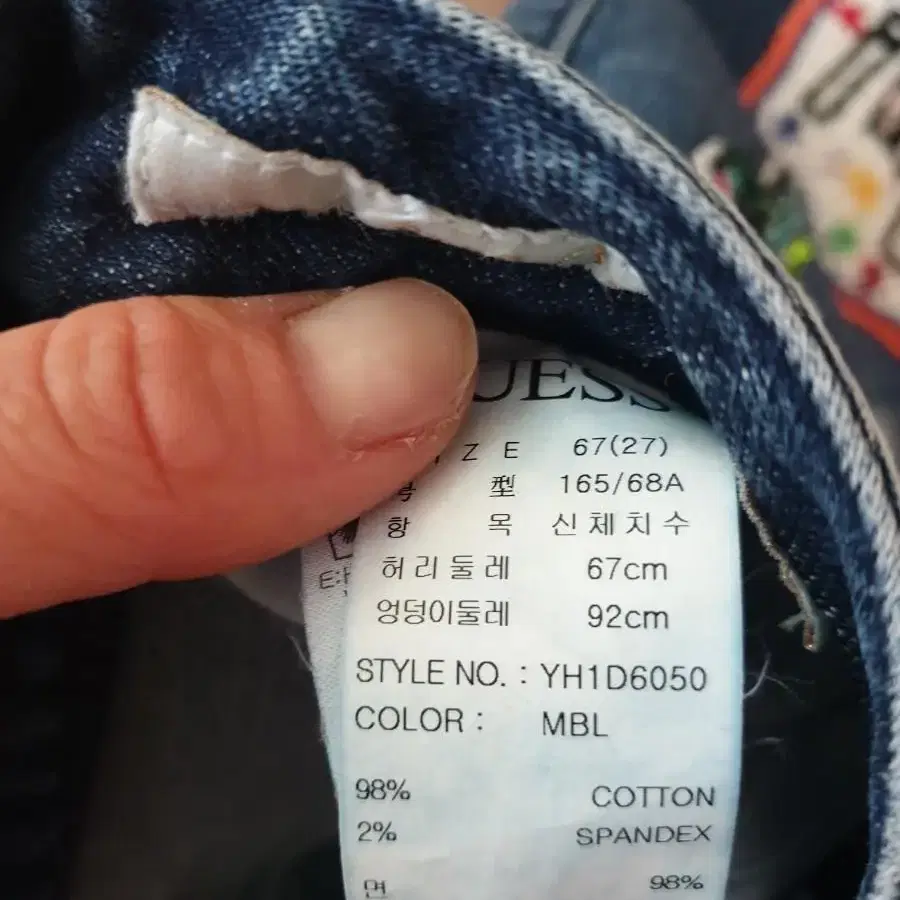 UESS
Z E 67(27)
型 165/68A
항 목 신체치수
허리둘레 67cm
엉덩이둘레 92cm
STYLE NO. : YH1D6050
COLOR : MBL
98% COTTON
2% SPANDEX
면 98%